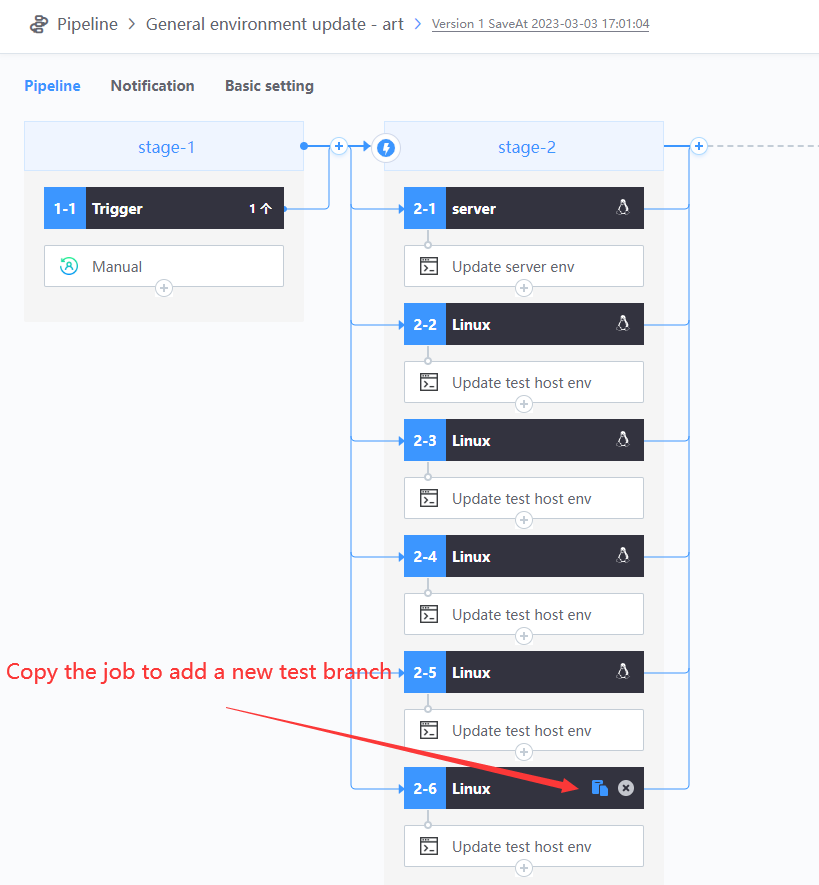 Pipeline > General environment update - art > Version 1 SaveAt 2023-03-03 17:01:04
Pipeline Notification Basic setting
stage-1
stage-2
1-1 Trigger 1
Manual
2-1 server
Update server env
2-2 Linux
Update test host env
2-3 Linux
Update test host env
2-4 Linux
Update test host env
Copy the job to add a new test branch
2-5 Linux
Update test host env
2-6 Linux
Update test host env